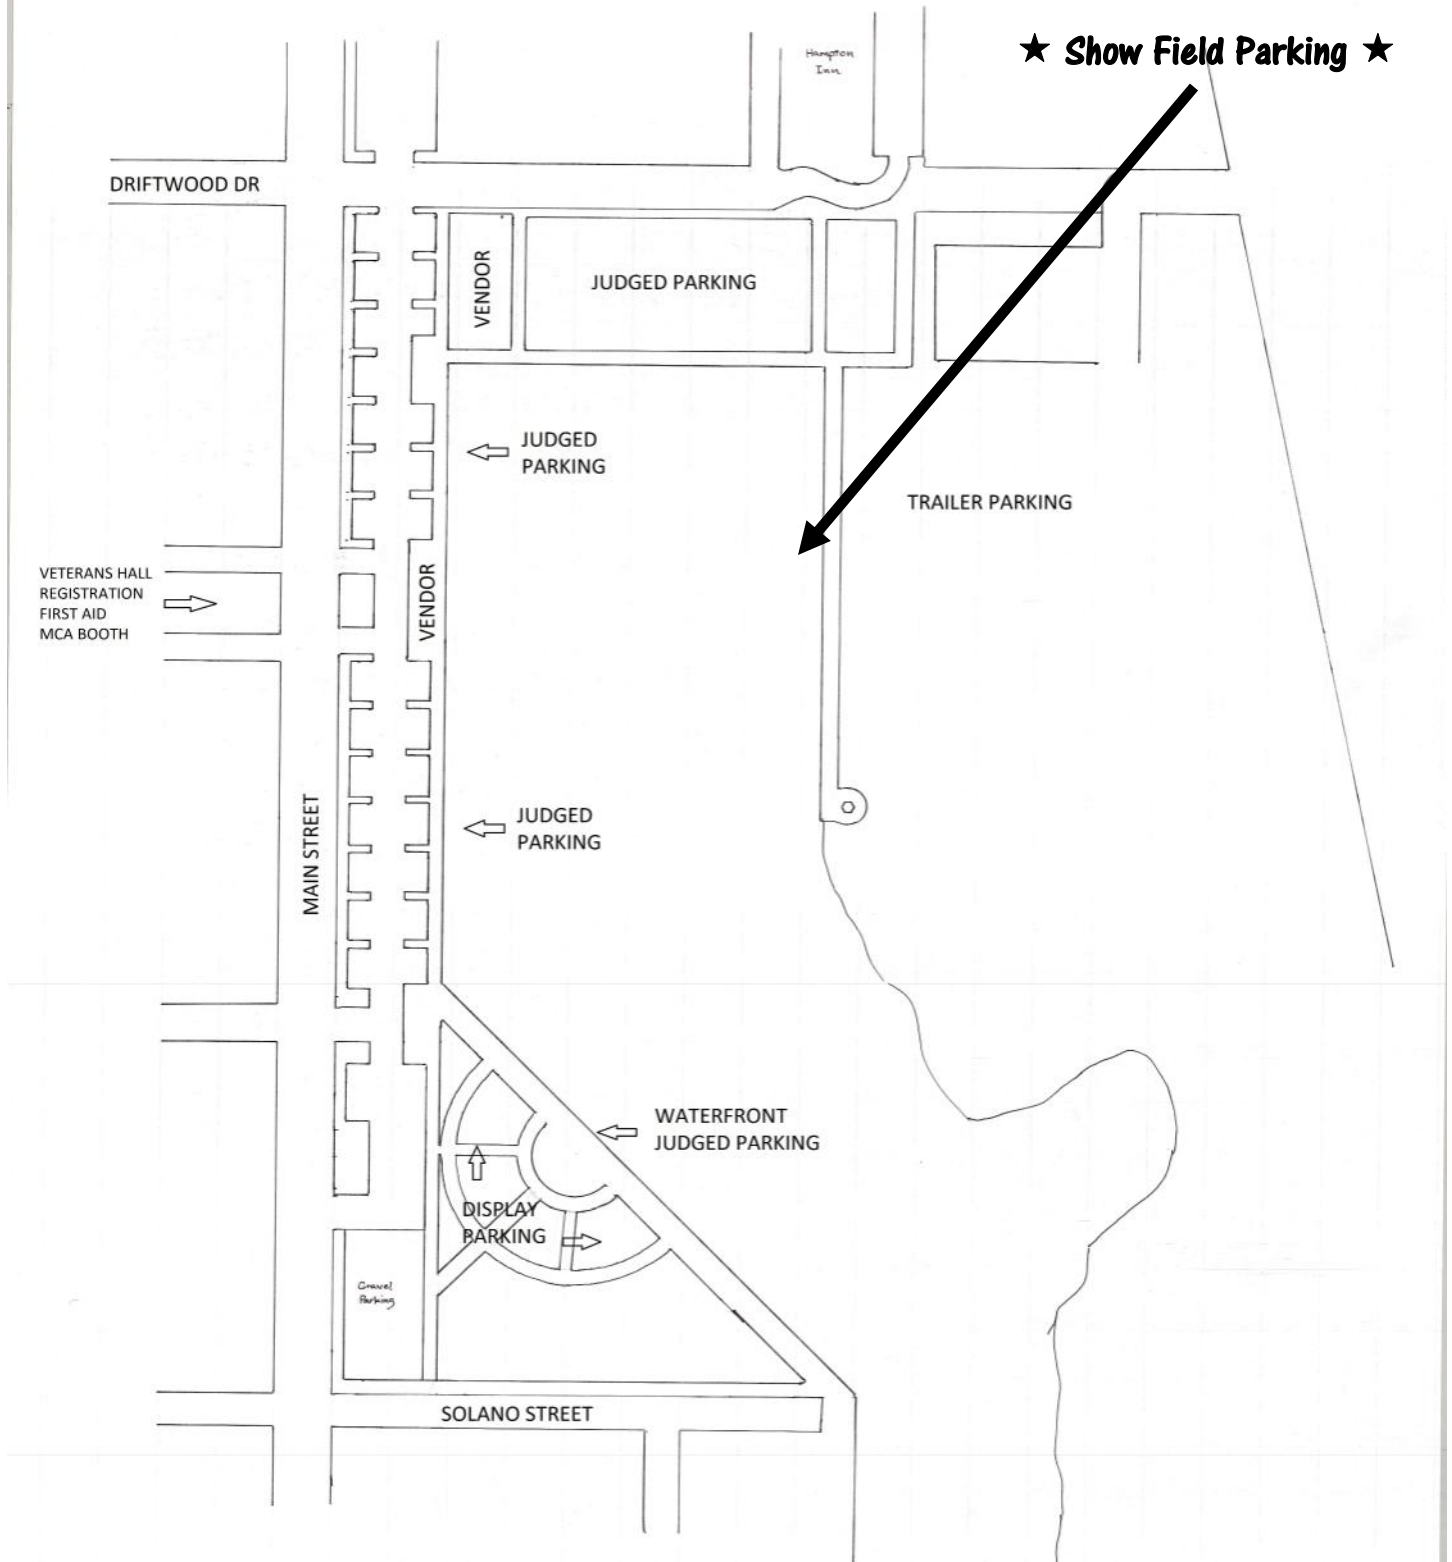 ★ Show Field Parking ★
Hampton
Inn
DRIFTWOOD DR
VENDOR
JUDGED PARKING
JUDGED
PARKING
TRAILER PARKING
VETERANS HALL
REGISTRATION
FIRST AID
MCA BOOTH
VENDOR
MAIN STREET
JUDGED
PARKING
WATERFRONT
JUDGED PARKING
DISPLAY
PARKING
Gravel
Parking
SOLANO STREET